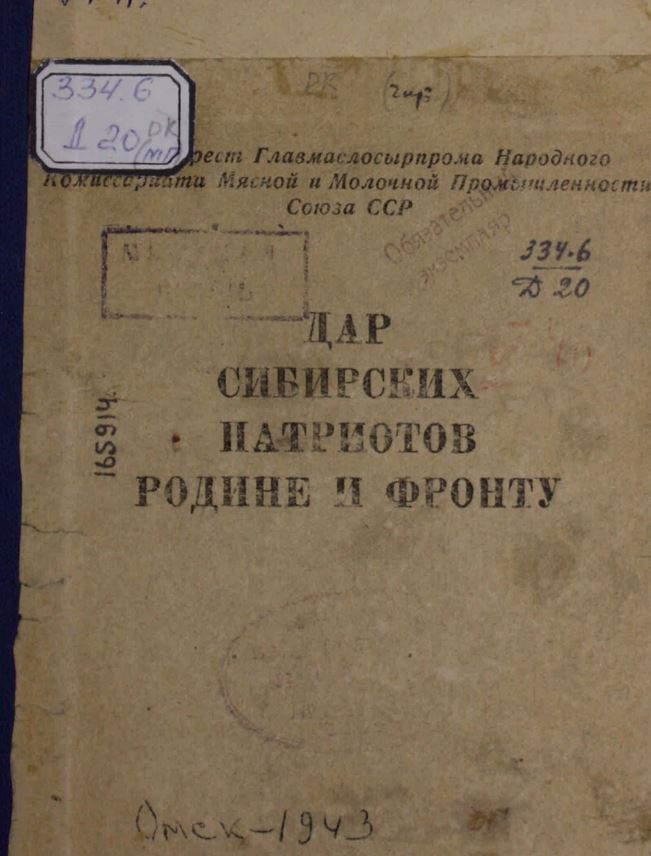 334.6
Д 20
РК
рест Главмаслосырпрома Народного
Комиссариата Мясной и Молочной Промышленности
Союза ССР
Обязательный
экземпляр
334.6
Д 20
ДАР
СИБИРСКИХ
ПАТРИОТОВ
РОДИНЕ И ФРОНТУ
165914.
Омск-1943